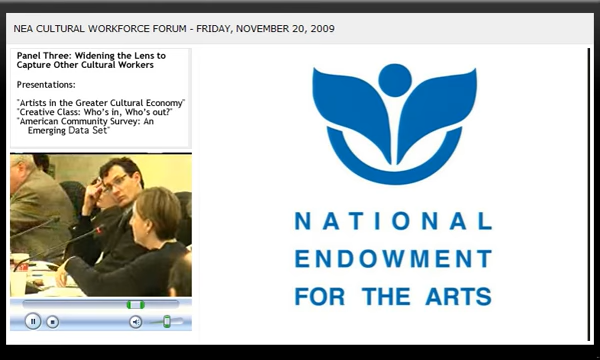 NEA CULTURAL WORKFORCE FORUM - FRIDAY, NOVEMBER 20, 2009
Panel Three: Widening the Lens to
Capture Other Cultural Workers
Presentations:
"Artists in the Greater Cultural Economy"
"Creative Class: Who's in, Who's out?"
"American Community Survey: An
Emerging Data Set"
NATIONAL
ENDOWMENT
FOR THE ARTS